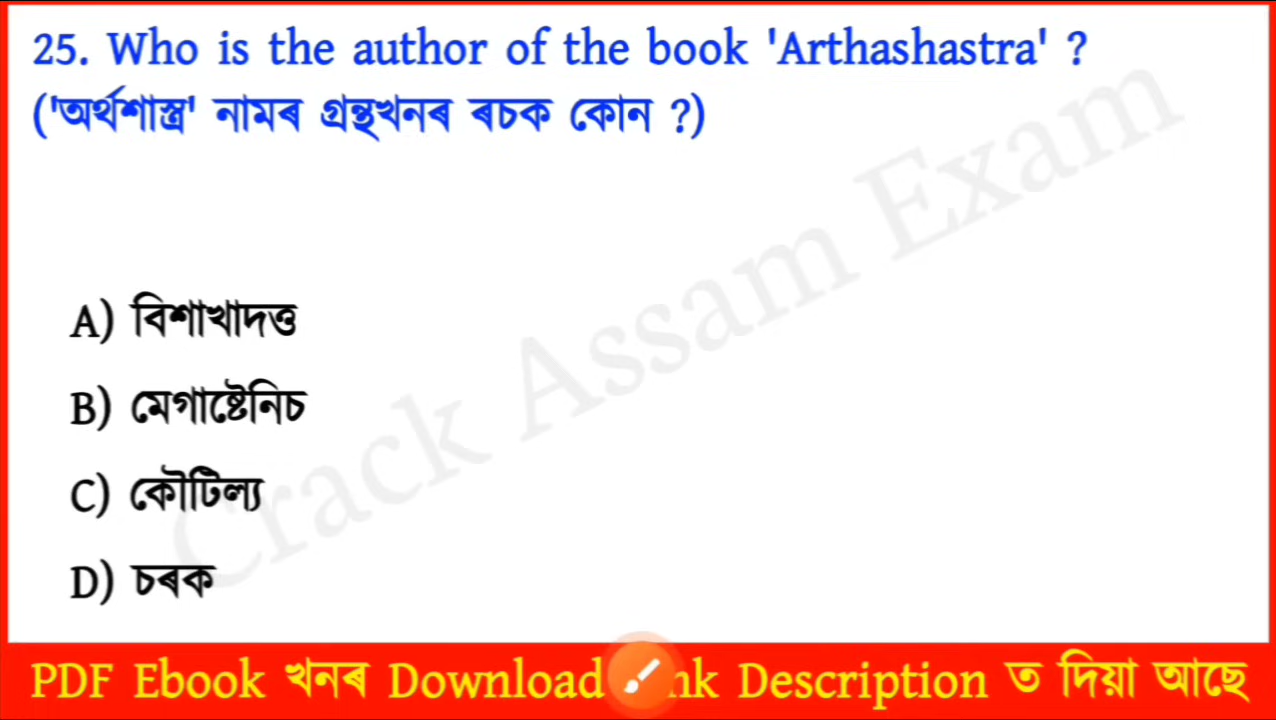 25. Who is the author of the book 'Arthashastra' ?
('অৰ্থশাস্ত্ৰ' নামৰ গ্ৰন্থখনৰ ৰচক কোন ?)
A) বিশাখাদত্ত
B) মেগাষ্টেনিচ
C) কৌটিল্য
D) চৰক
Crack Assam Exam
PDF Ebook খনৰ Download nk Description ত দিয়া আছে